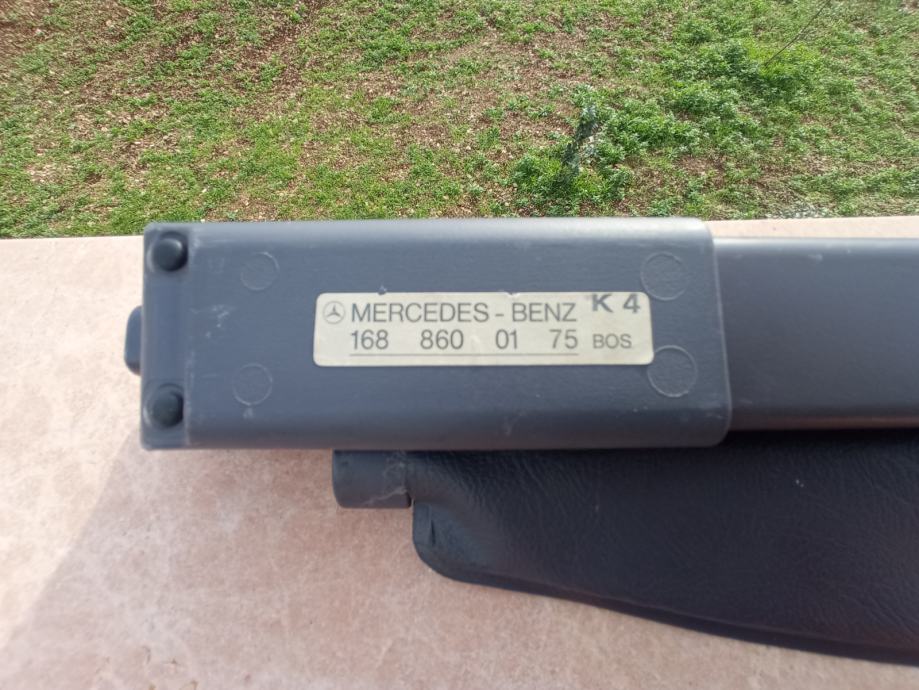 MERCEDES - BENZ K 4
168 860 01 75 BOS.